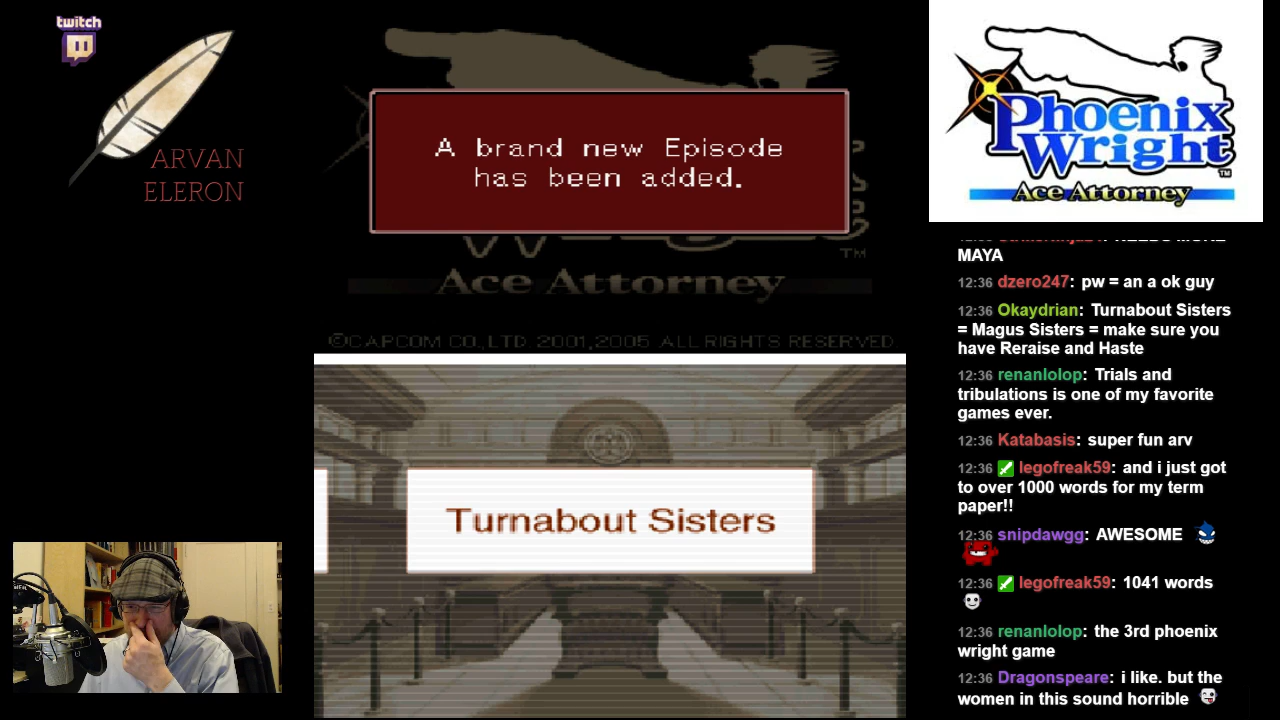 twitch
ARVAN
ELERON
A brand new Episode
has been added.
TM
Ace Attorney
©CAPCOM CO.,LTD 2001,2005 ALL RIGHTS RESERVED.
Turnabout Sisters
Phoenix
Wright
TM
Ace Attorney
MAYA
12:36 dzero247: pw = an a ok guy
12:36 Okaydrian: Turnabout Sisters
= Magus Sisters = make sure you
have Reraise and Haste
12:36 renanlolop: Trials and
tribulations is one of my favorite
games ever.
12:36 Katabasis: super fun arv
12:36 legofreak59: and i just got
to over 1000 words for my term
paper!!
12:36 snipdawgg: AWESOME
12:36 legofreak59: 1041 words
12:36 renanlolop: the 3rd phoenix
wright game
12:36 Dragonspeare: i like. but the
women in this sound horrible